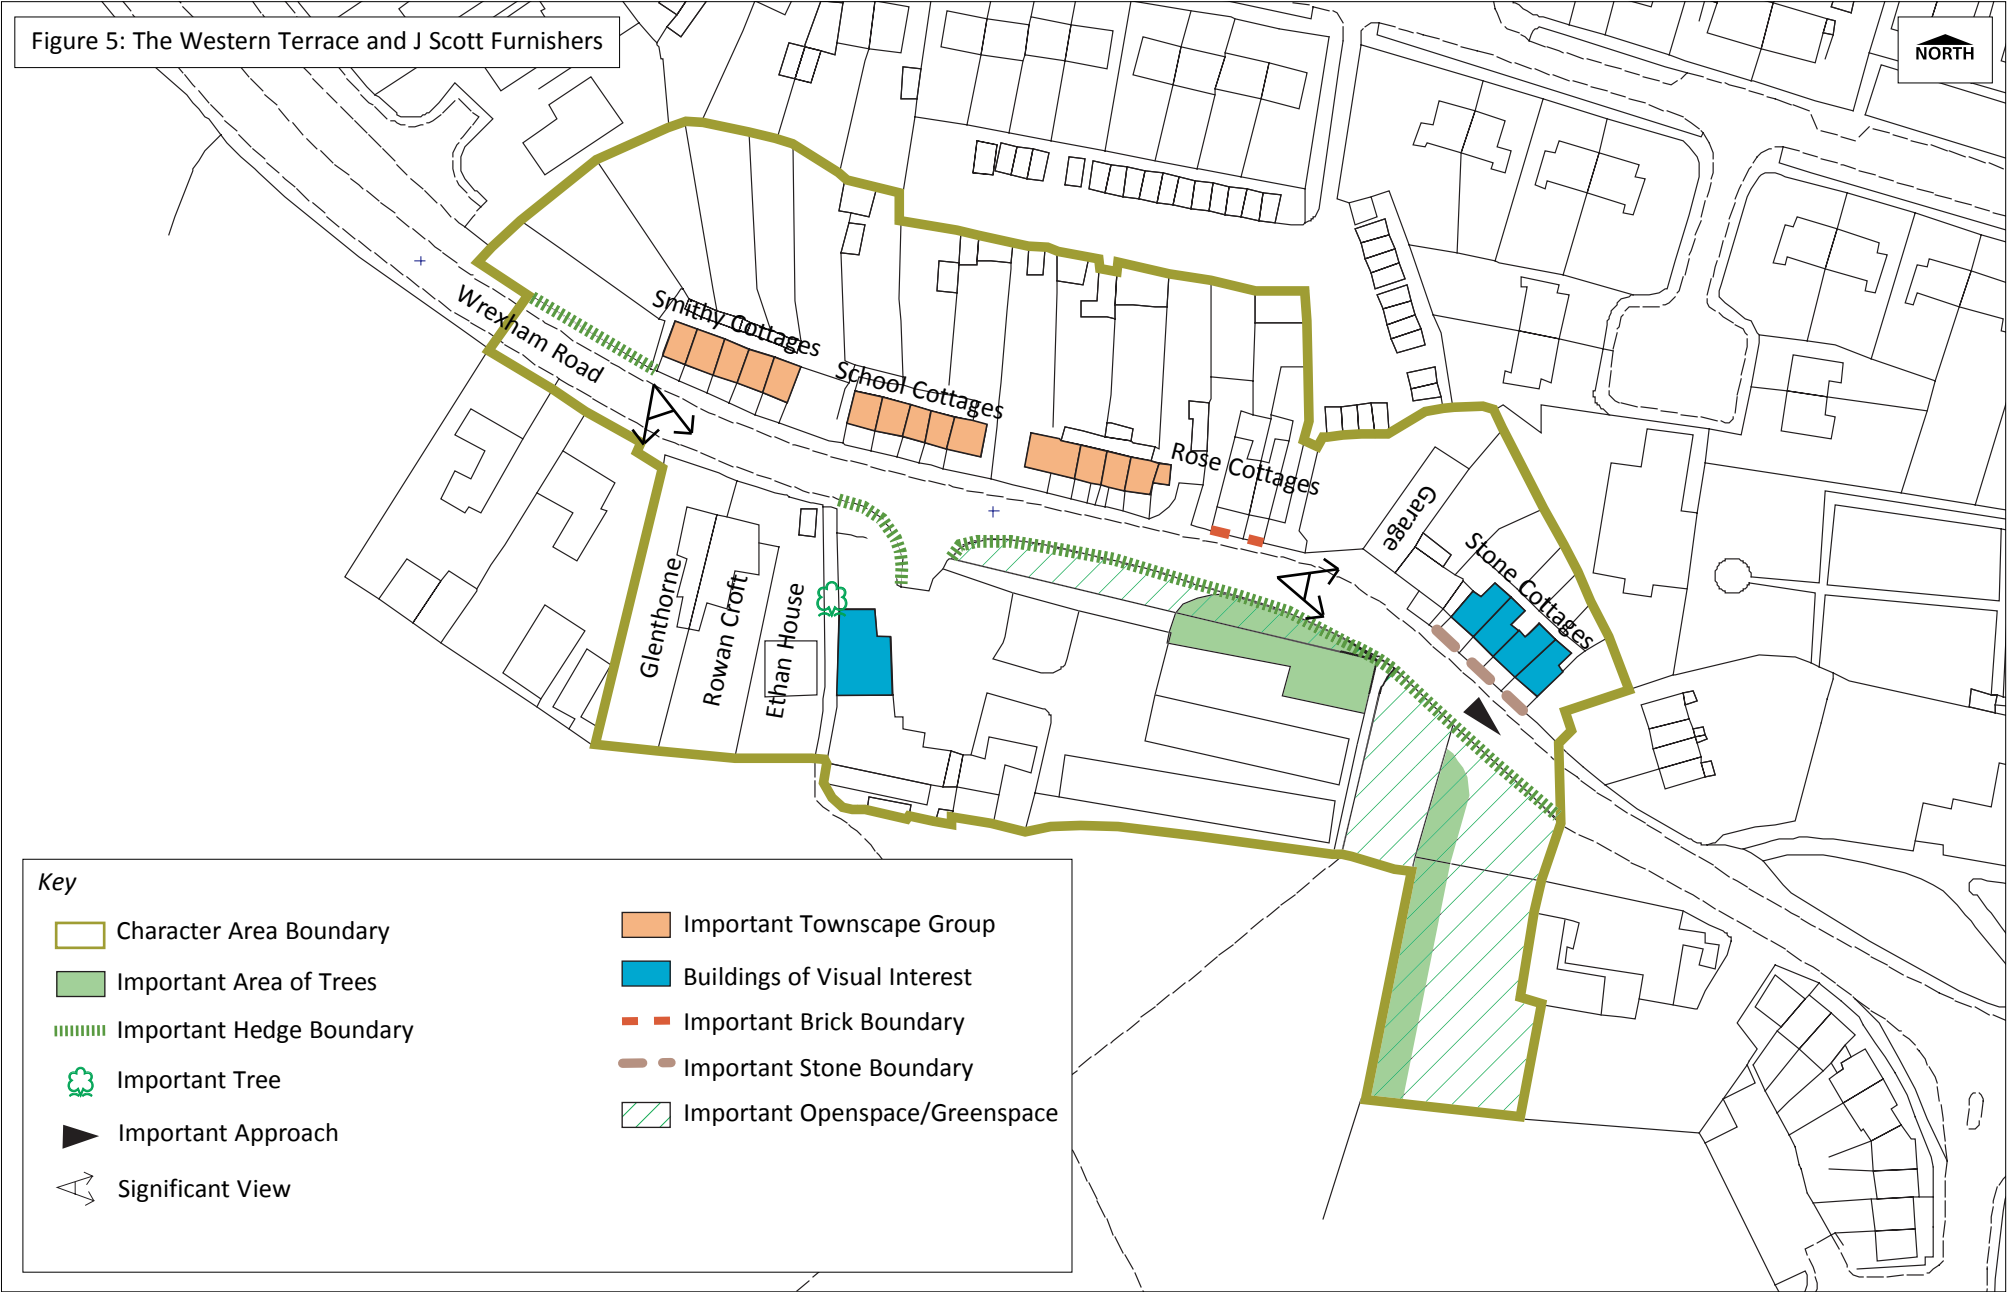 Figure 5: The Western Terrace and J Scott Furnishers
NORTH
Wrexham Road
Smithy Cottages
School Cottages
Rose Cottages
Garage
Stone Cottages
Glenthorne
Rowan Croft
Ethan House
Key
Character Area Boundary
Important Area of Trees
Important Hedge Boundary
Important Tree
Important Approach
Significant View
Important Townscape Group
Buildings of Visual Interest
Important Brick Boundary
Important Stone Boundary
Important Openspace/Greenspace